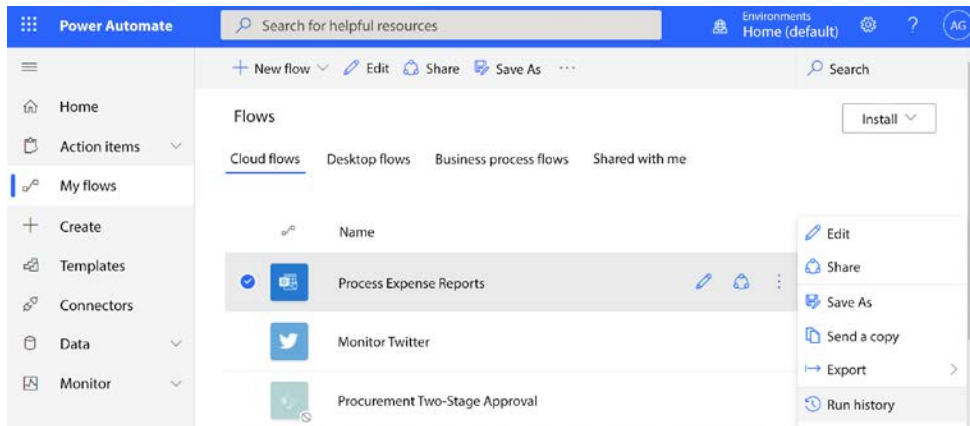 Power Automate
Search for helpful resources
Environments
Home (default)
?
AG
New flow
Edit
Share
Save As
...
Search
Home
Action items
My flows
Create
Templates
Connectors
Data
Monitor
Flows
Install
Cloud flows
Desktop flows
Business process flows
Shared with me
Name
Process Expense Reports
Monitor Twitter
Procurement Two-Stage Approval
Edit
Share
Save As
Send a copy
Export
Run history